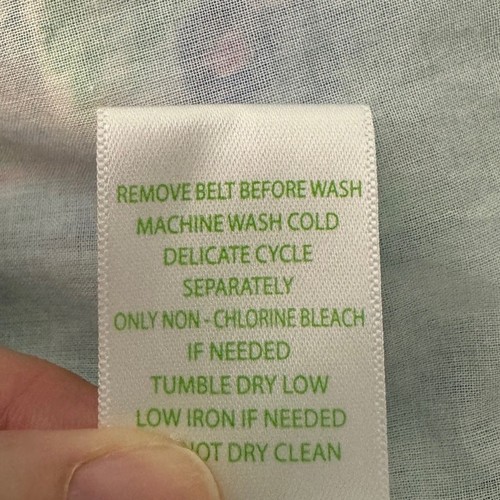 REMOVE BELT BEFORE WASH
MACHINE WASH COLD
DELICATE CYCLE
SEPARATELY
ONLY NON - CHLORINE BLEACH
IF NEEDED
TUMBLE DRY LOW
LOW IRON IF NEEDED
NOT DRY CLEAN